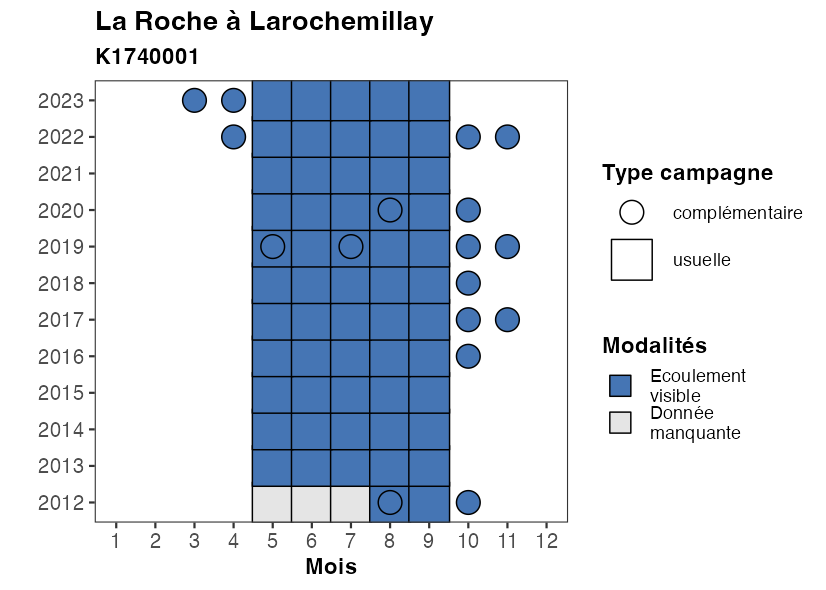 La Roche à Larochemillay
K1740001
2023
2022
2021
2020
2019
2018
2017
2016
2015
2014
2013
2012
1 2 3 4 5 6 7 8 9 10 11 12
Mois
Type campagne
complémentaire
usuelle
Modalités
Ecoulement
visible
Donnée
manquante